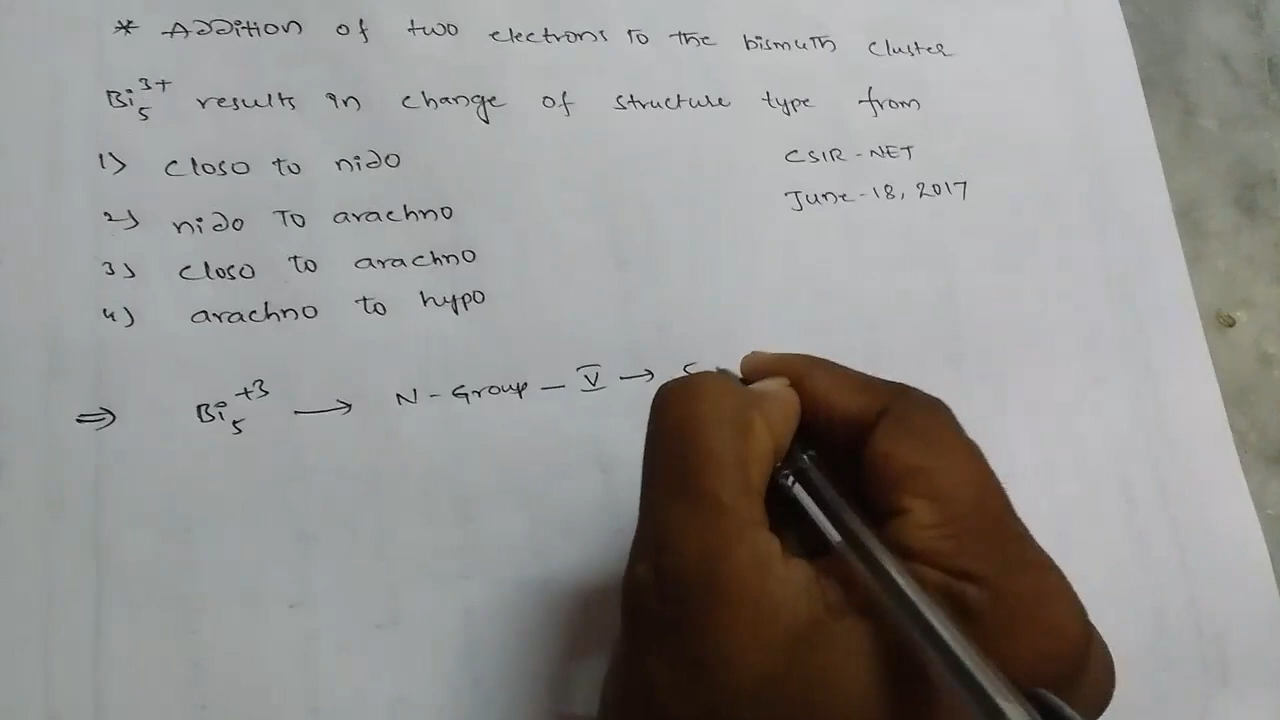 * Addition of two electrons to the bismuth cluster
Bi₅³⁺ results in change of structure type from
1) closo to nido
CSIR-NET
2) nido to arachno
June-18, 2017
3) closo to arachno
4) arachno to hypo
⇒ Bi₅⁺³ → N-Group - V →